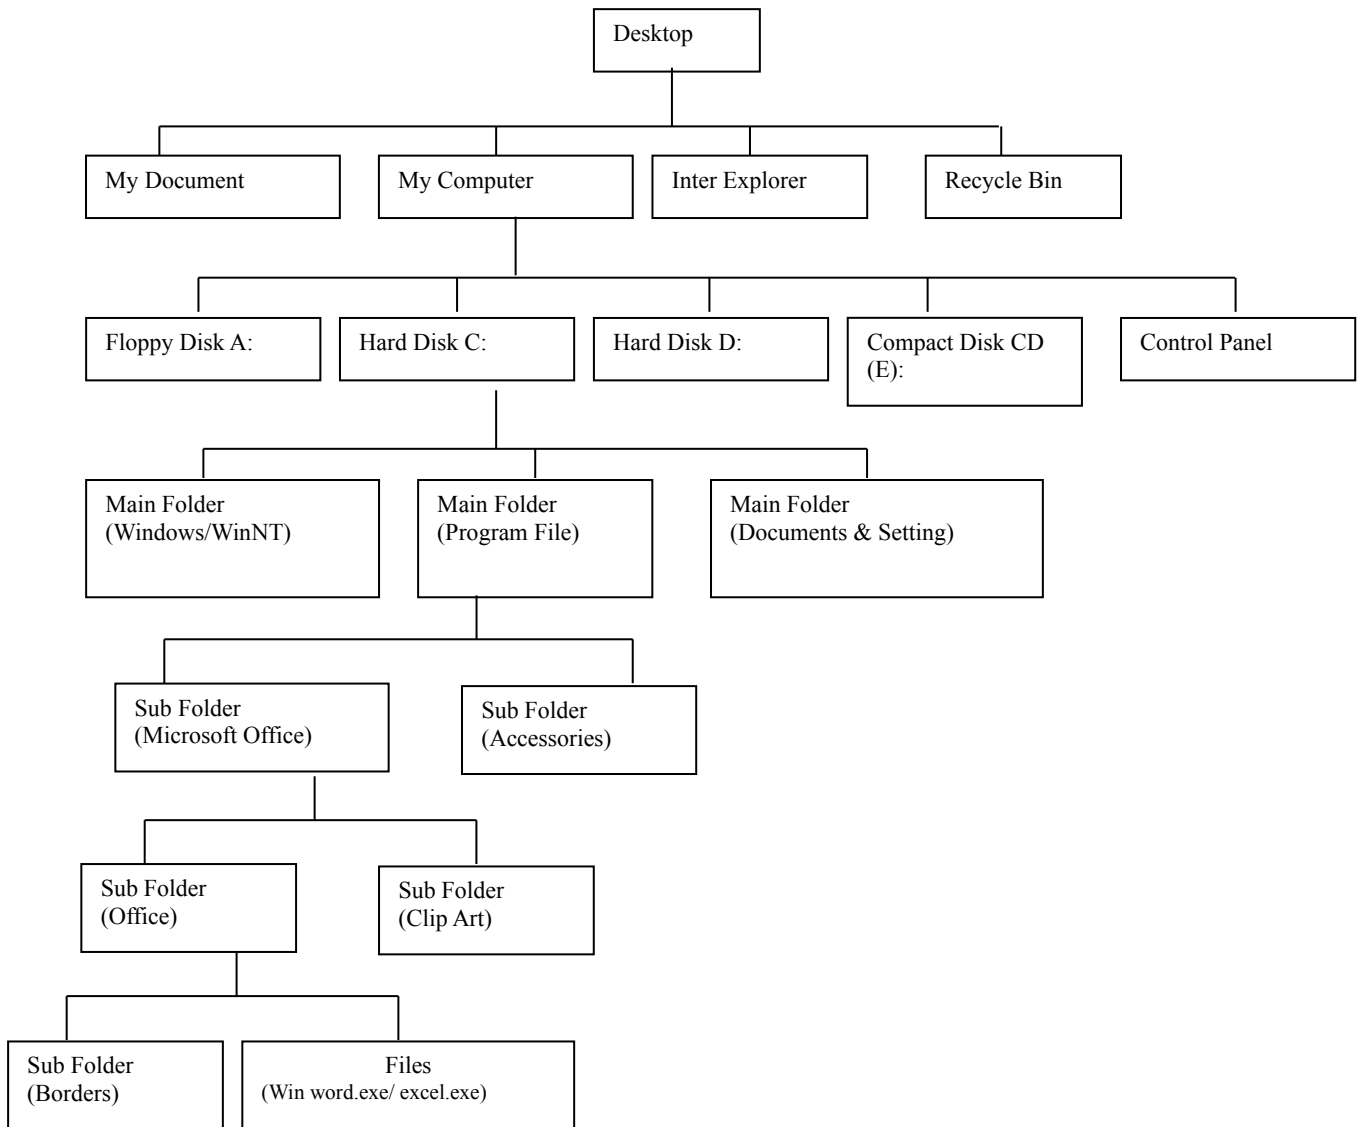 Desktop
My Document
My Computer
Inter Explorer
Recycle Bin
Floppy Disk A:
Hard Disk C:
Hard Disk D:
Compact Disk CD
(E):
Control Panel
Main Folder
(Windows/WinNT)
Main Folder
(Program File)
Main Folder
(Documents & Setting)
Sub Folder
(Microsoft Office)
Sub Folder
(Accessories)
Sub Folder
(Office)
Sub Folder
(Clip Art)
Sub Folder
(Borders)
Files
(Win word.exe/ excel.exe)